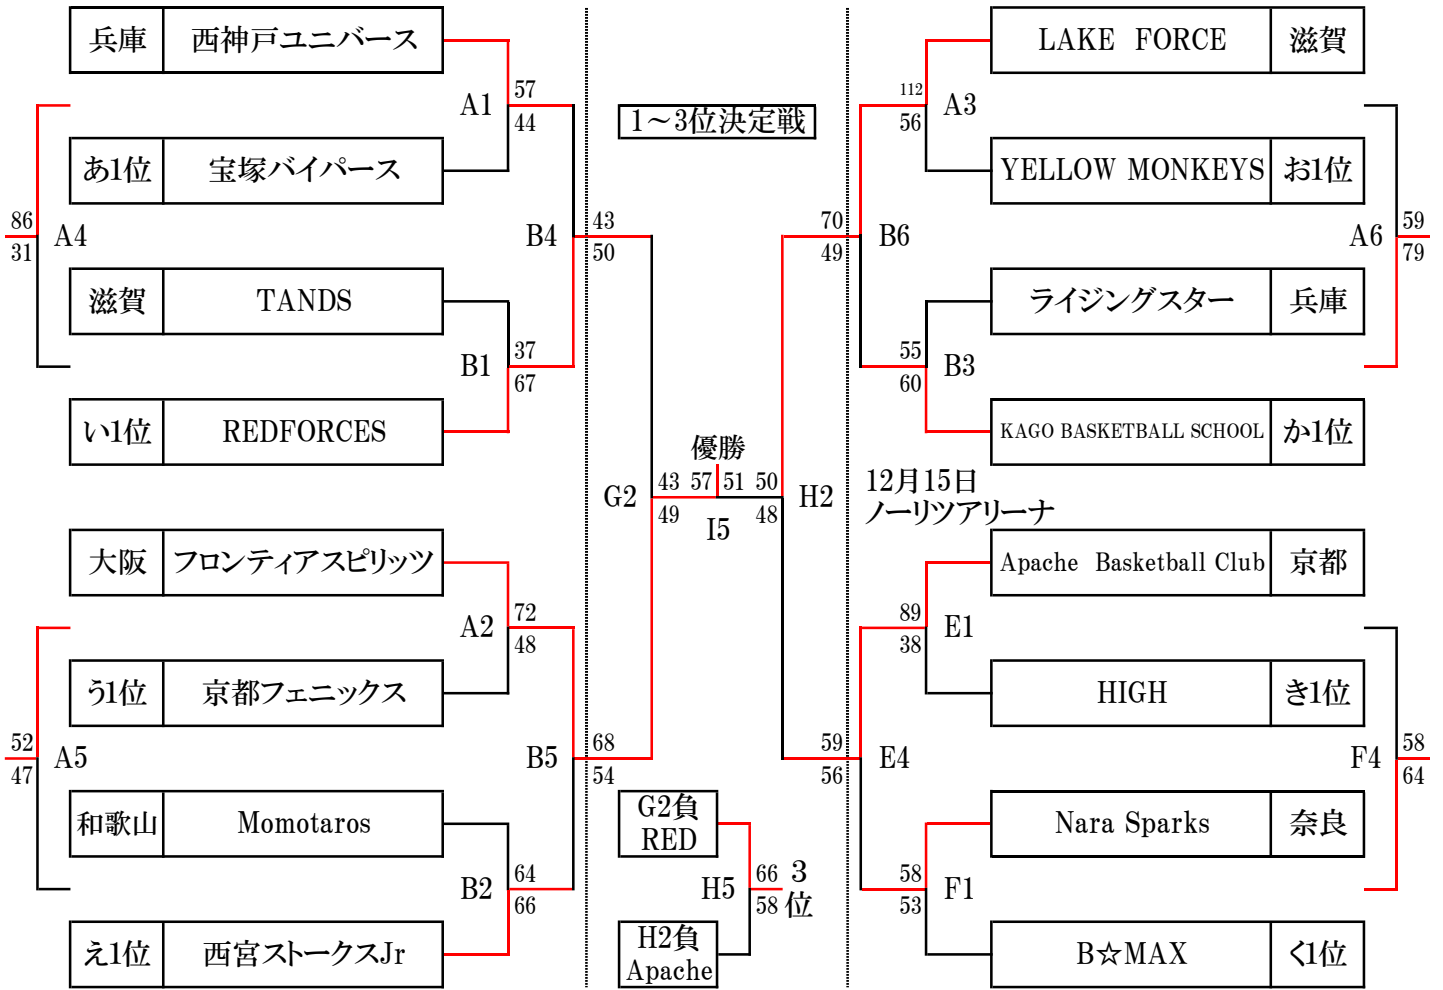 兵庫 西神戸ユニバース
A1 57
44
あ1位 宝塚バイパース
86
31
A4
B4 43
50
滋賀 TANDS
B1 37
67
い1位 REDFORCES
大阪 フロンティアスピリッツ
A2 72
48
う1位 京都フェニックス
52
47
A5
B5 68
54
和歌山 Momotaros
B2 64
66
え1位 西宮ストークスJr
1～3位決定戦
優勝
G2 43 57 51 50 H2
49 I5 48
G2負
RED
H5 66 3
58 位
H2負
Apache
LAKE FORCE 滋賀
112 A3
56
YELLOW MONKEYS お1位
70 B6
49
A6 59
79
ライジングスター 兵庫
55 B3
60
KAGO BASKETBALL SCHOOL か1位
12月15日
ノーリツアリーナ
Apache Basketball Club 京都
89 E1
38
HIGH き1位
59 E4
56
F4 58
64
Nara Sparks 奈良
58 F1
53
B☆MAX く1位